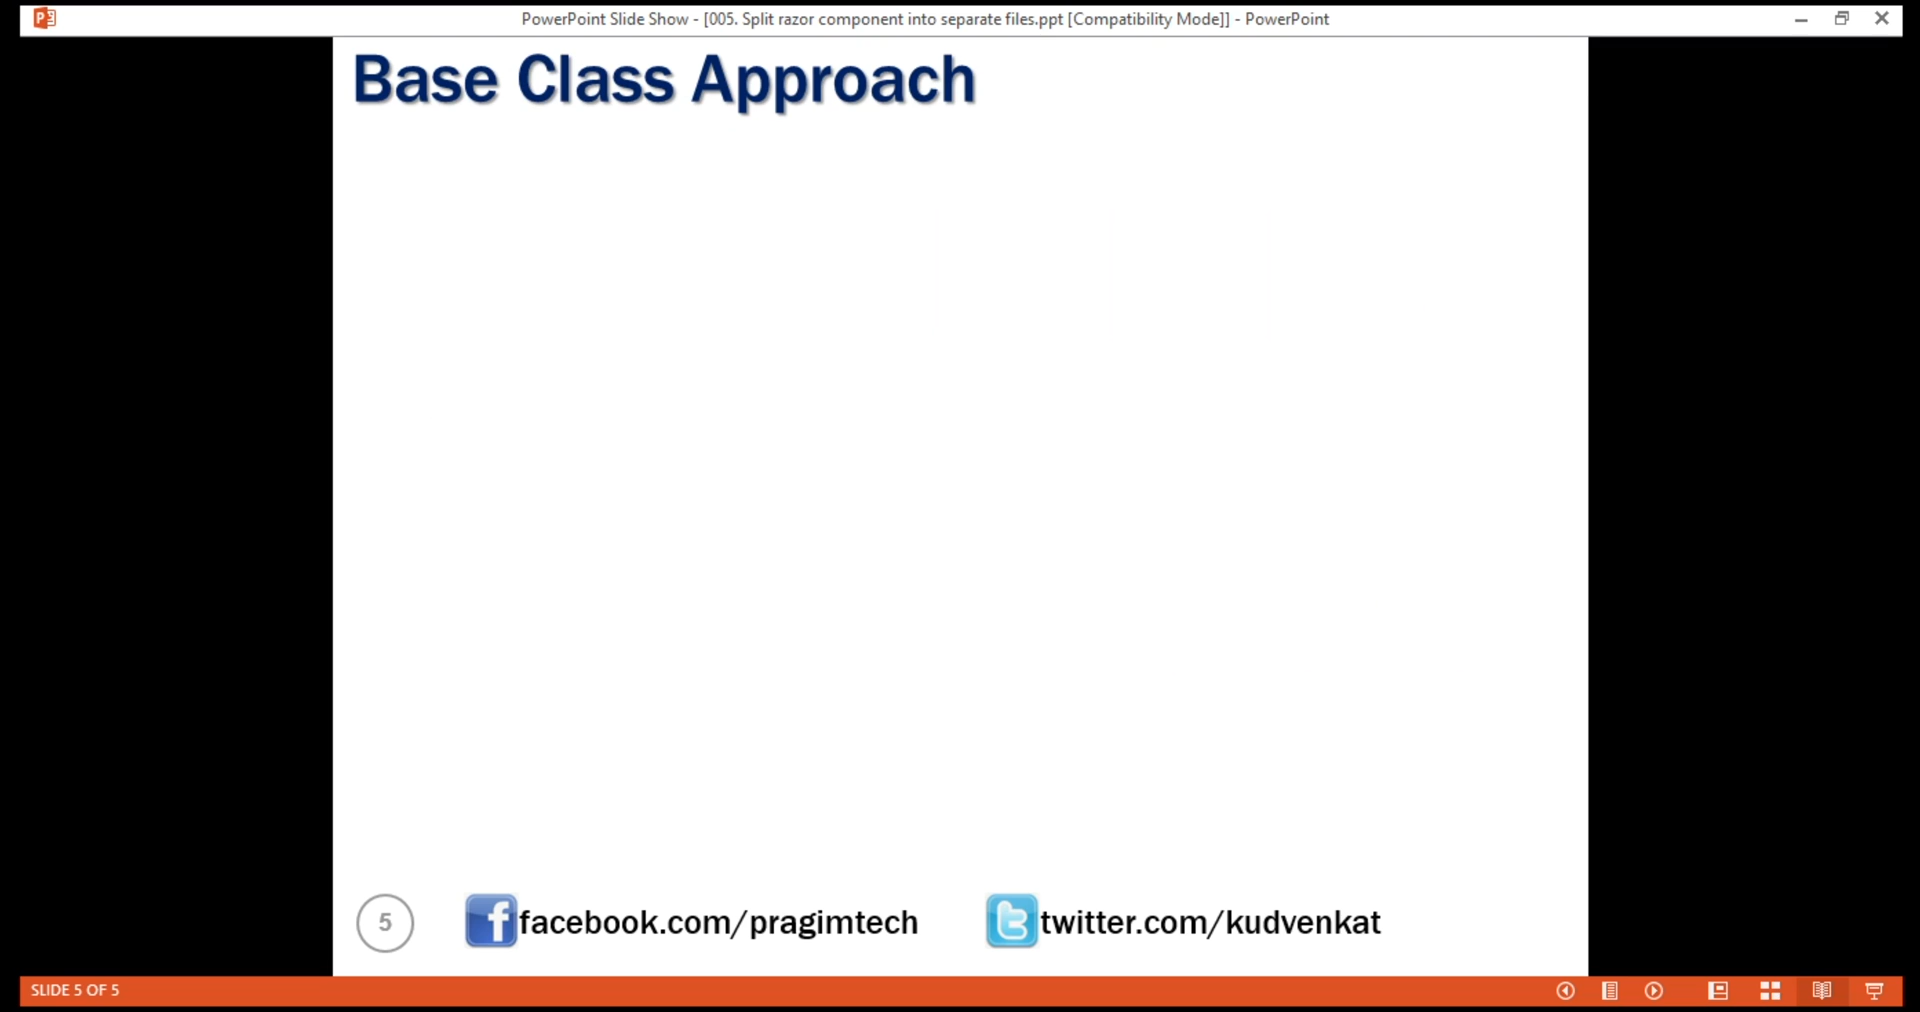 PowerPoint Slide Show - [005. Split razor component into separate files.ppt [Compatibility Mode]] - PowerPoint
Base Class Approach
5
facebook.com/pragimtech
twitter.com/kudvenkat
SLIDE 5 OF 5